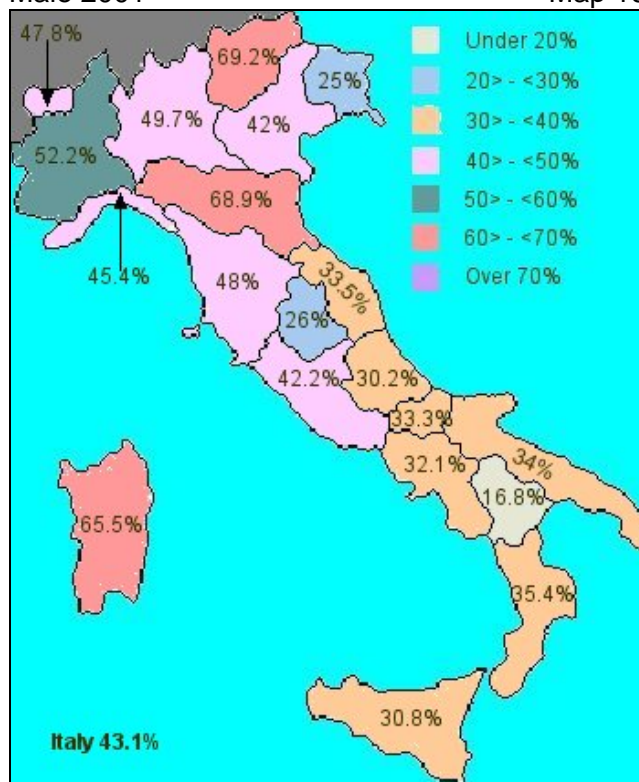 47.8%
69.2%
Under 20%
25%
20> - <30%
49.7%
42%
30> - <40%
52.2%
40> - <50%
68.9%
50> - <60%
60> - <70%
45.4%
48%
33.5%
Over 70%
26%
42.2%
30.2%
33.3%
32.1%
34%
16.8%
65.5%
35.4%
30.8%
Italy 43.1%